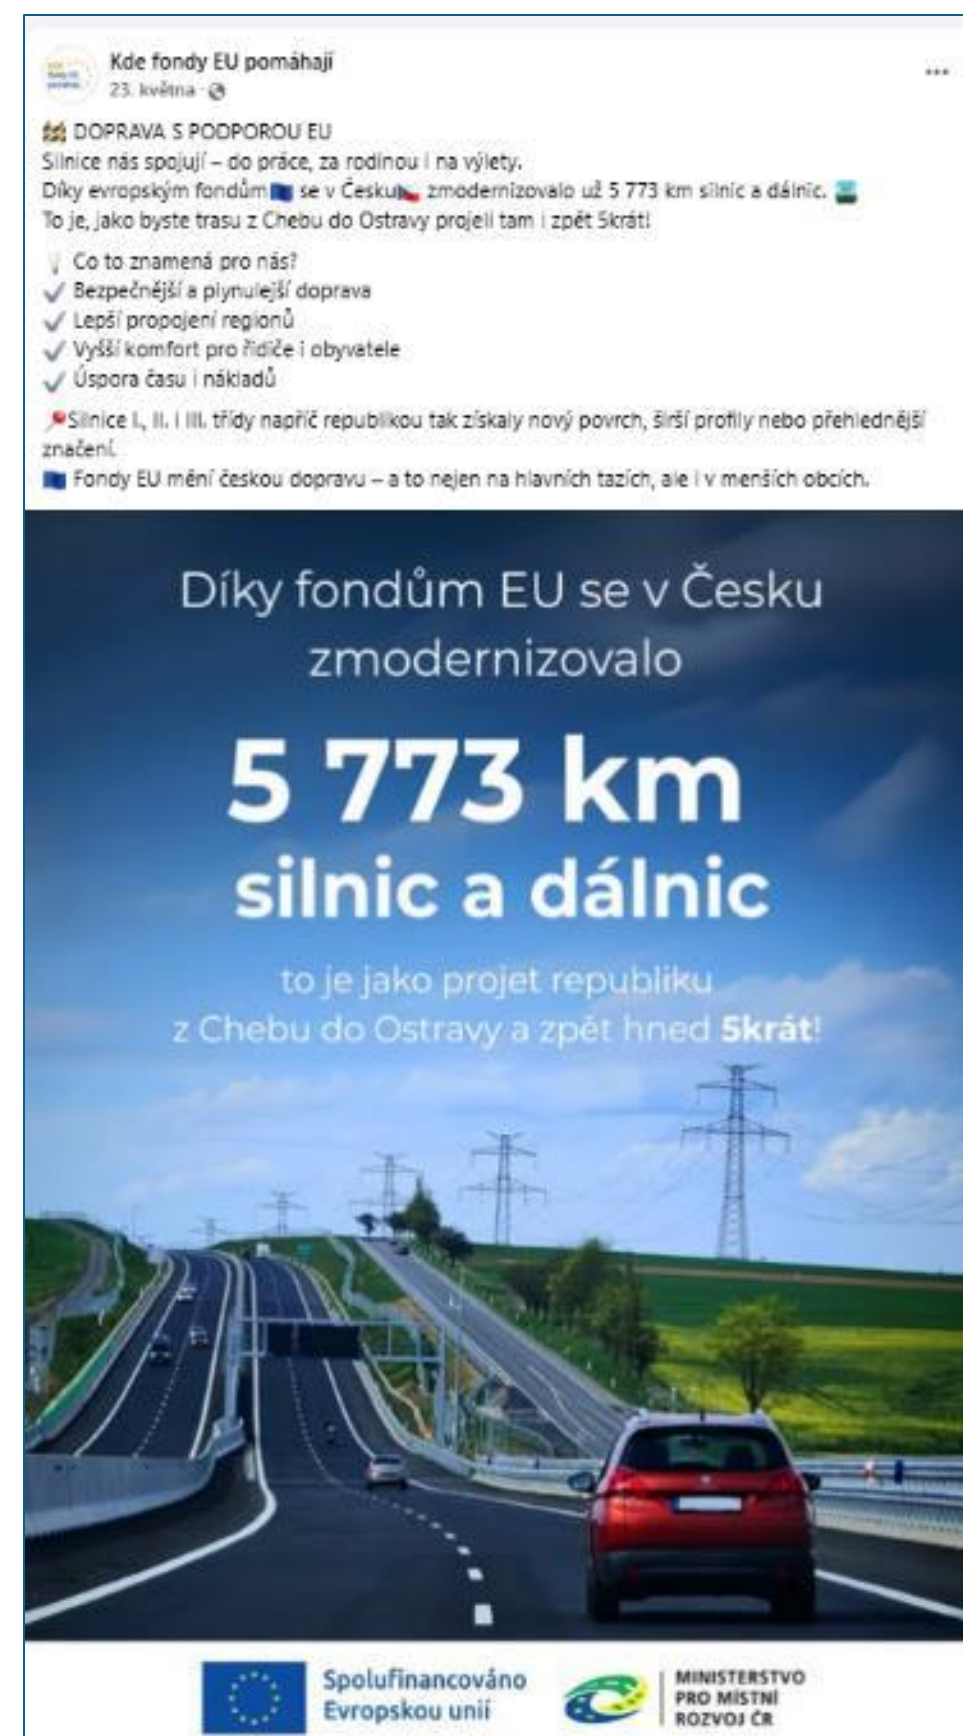 Kde fondy EU pomáhají
23. května
DOPRAVA S PODPOROU EU
Silnice nás spojují – do práce, za rodinou i na výlety.
Díky evropským fondům se v Česku zmodernizovalo už 5 773 km silnic a dálnic.
To je, jako byste trasu z Chebu do Ostravy projeli tam i zpět 5krát!
Co to znamená pro nás?
Bezpečnější a plynulejší doprava
Lepší propojení regionů
Vyšší komfort pro řidiče i obyvatele
Úspora času i nákladů
Silnice I., II. i III. třídy napříč republikou tak získaly nový povrch, širší profily nebo přehlednější
značení.
Fondy EU mění českou dopravu – a to nejen na hlavních tazích, ale i v menších obcích.
Díky fondům EU se v Česku
zmodernizovalo
5 773 km
silnic a dálnic
to je jako projet republiku
z Chebu do Ostravy a zpět hned 5krát!
Spolufinancováno
Evropskou unií
MINISTERSTVO
PRO MÍSTNÍ
ROZVOJ ČR